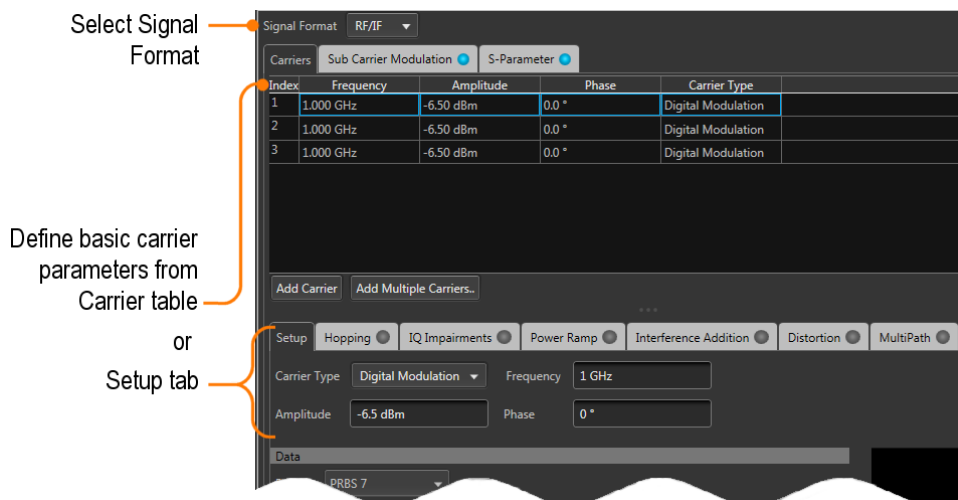 Select Signal
Format
Signal Format RF/IF
Carriers Sub Carrier Modulation S-Parameter
Index Frequency Amplitude Phase Carrier Type
1 1.000 GHz -6.50 dBm 0.0 ° Digital Modulation
2 1.000 GHz -6.50 dBm 0.0 ° Digital Modulation
3 1.000 GHz -6.50 dBm 0.0 ° Digital Modulation
Define basic carrier
parameters from
Carrier table
or
Setup tab
Add Carrier Add Multiple Carriers..
Setup Hopping IQ Impairments Power Ramp Interference Addition Distortion MultiPath
Carrier Type Digital Modulation Frequency 1 GHz
Amplitude -6.5 dBm Phase 0 °
Data
PRBS 7